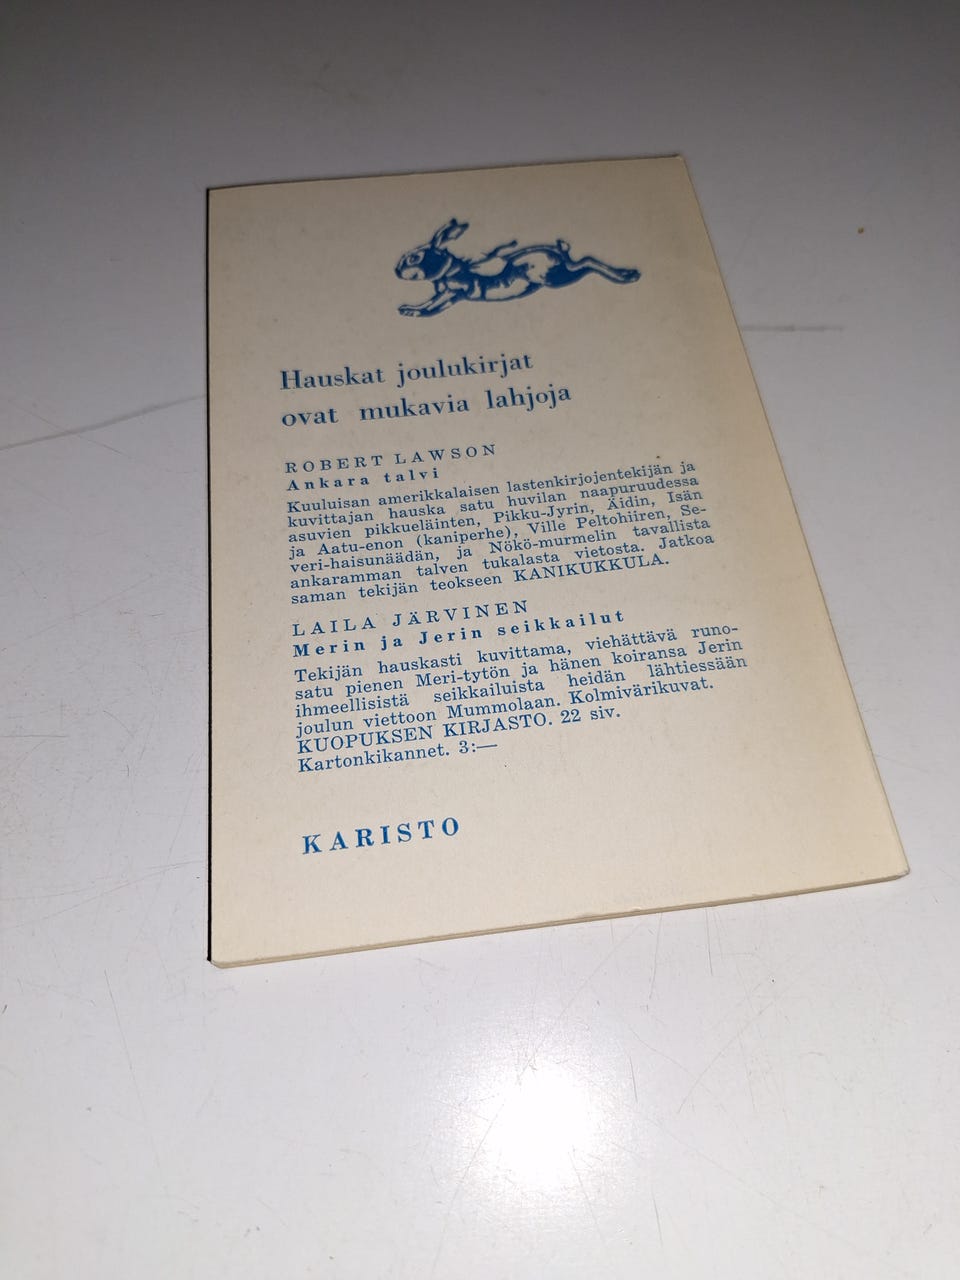 Hauskat joulukirjat
ovat mukavia lahjoja
ROBERT LAWSON
Ankara talvi
Kuuluisan amerikkalaisen lastenkirjojentekijän ja
kuvittajan hauska satu huvilan naapuruudessa
asuvien pikkueläinten, Pikku-Jyrin, Äidin, Isän
ja Aatu-enon (kaniperhe), Ville Peltohiiren, Se-
veri-haisunäädän, ja Nökö-murmelin tavallista
ankaramman talven tukalasta vietosta. Jatkoa
saman tekijän teokseen KANIKUKKULA.
LAILA JÄRVINEN
Merin ja Jerin seikkailut
Tekijän hauskasti kuvittama, viehättävä runo-
satu pienen Meri-tytön ja hänen koiransa Jerin
ihmeellisistä seikkailuista heidän lähtiessään
joulun viettoon Mummolaan. Kolmivärikuvat.
KUOPUKSEN KIRJASTO. 22 siv.
Kartonkikannet. 3:—
KARISTO